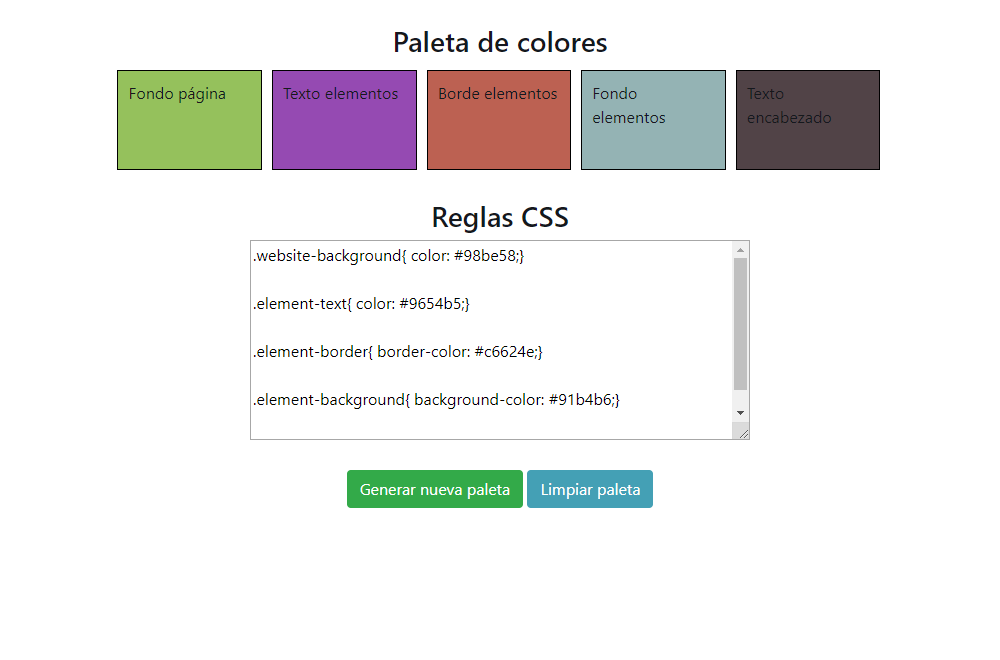 Paleta de colores
Fondo página
Texto elementos
Borde elementos
Fondo
elementos
Texto
encabezado
Reglas CSS
.website-background{ color: #98be58;}
.element-text{ color: #9654b5;}
.element-border{ border-color: #c6624e;}
.element-background{ background-color: #91b4b6;}
Generar nueva paleta
Limpiar paleta